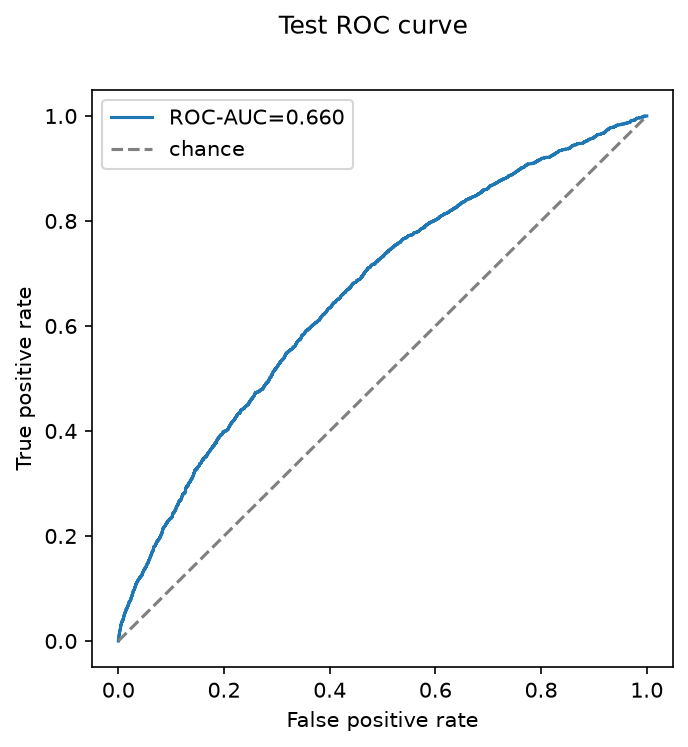 Test ROC curve
ROC-AUC=0.660
chance
1.0
0.8
0.6
0.4
0.2
0.0
True positive rate
0.0 0.2 0.4 0.6 0.8 1.0
False positive rate